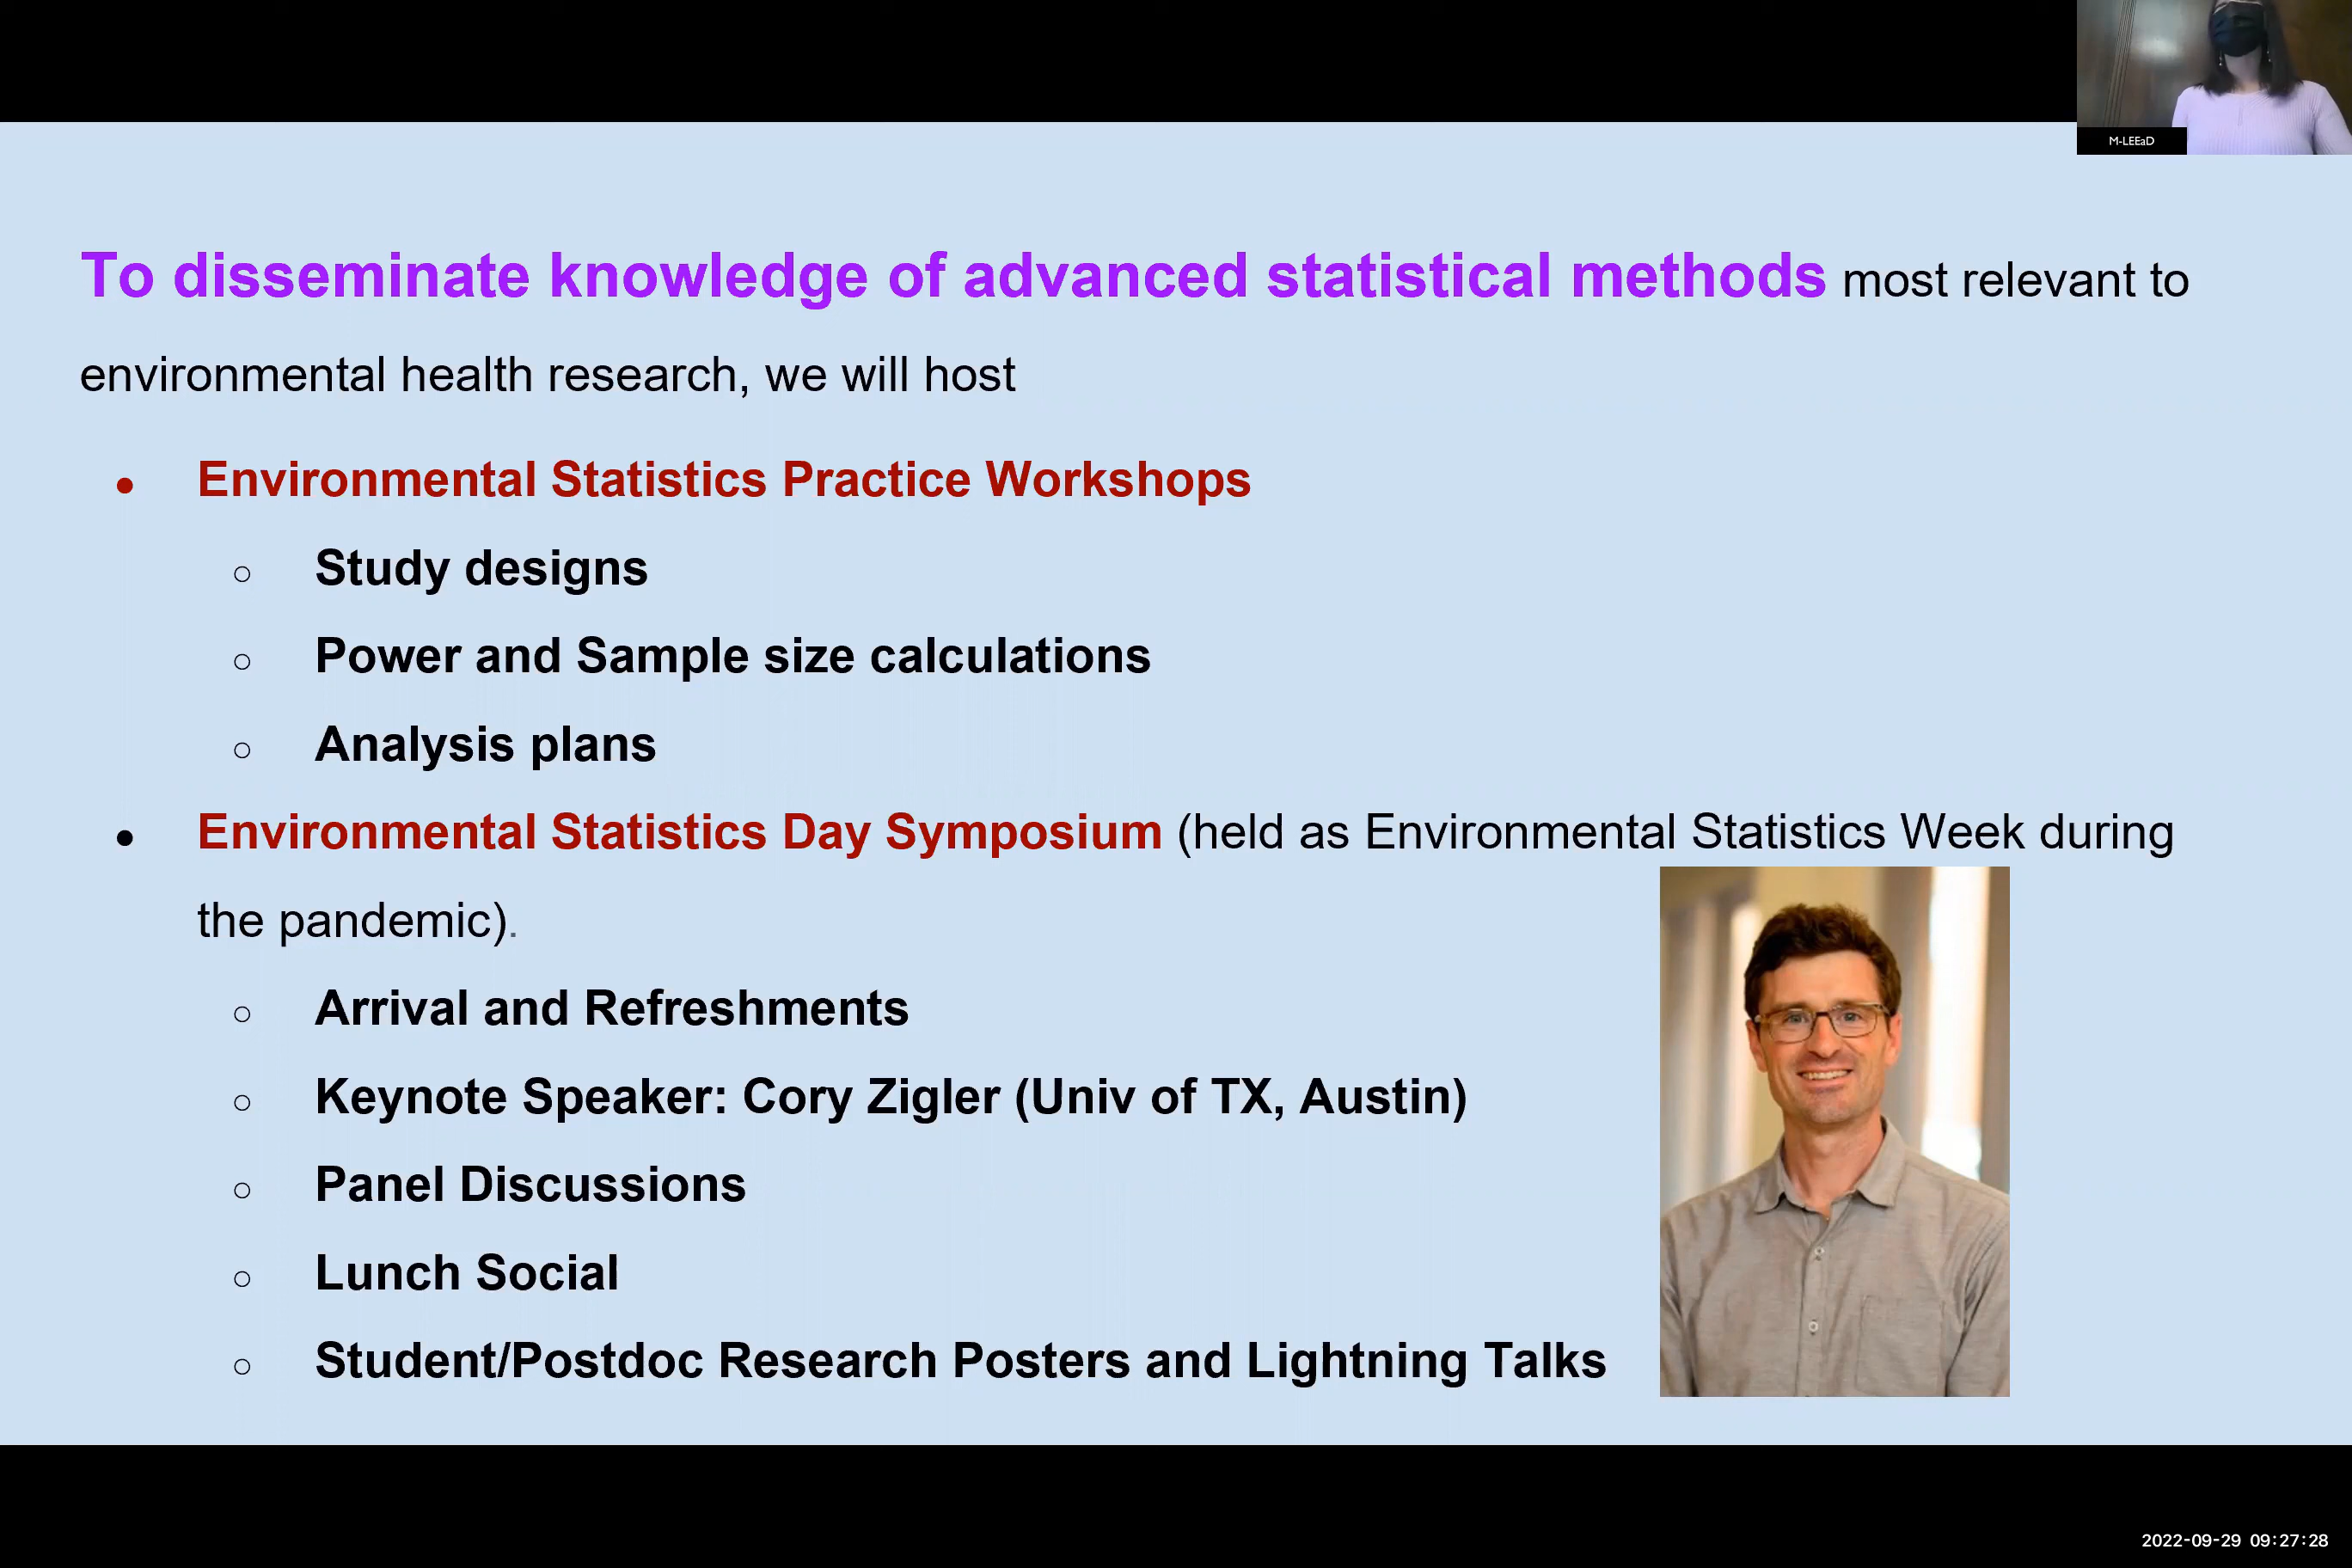 M-LEEaD
To disseminate knowledge of advanced statistical methods most relevant to
environmental health research, we will host
● Environmental Statistics Practice Workshops
○ Study designs
○ Power and Sample size calculations
○ Analysis plans
● Environmental Statistics Day Symposium (held as Environmental Statistics Week during
the pandemic).
○ Arrival and Refreshments
○ Keynote Speaker: Cory Zigler (Univ of TX, Austin)
○ Panel Discussions
○ Lunch Social
○ Student/Postdoc Research Posters and Lightning Talks
2022-09-29 09:27:28